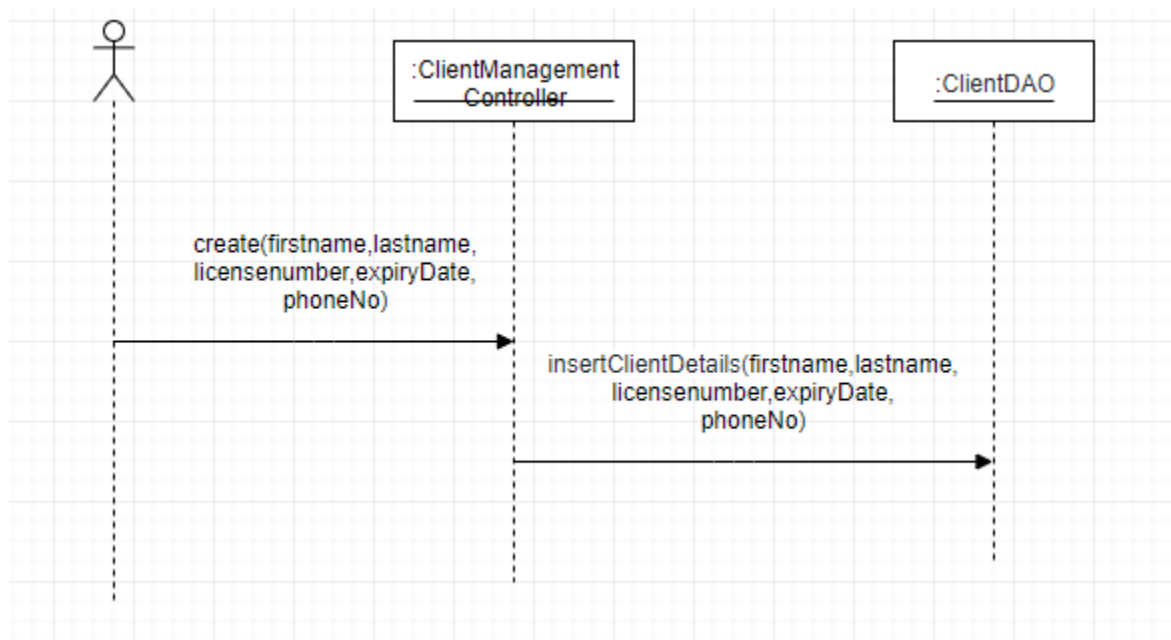 :ClientManagement
Controller
:ClientDAO
create(firstname,lastname,
licensenumber,expiryDate,
phoneNo)
insertClientDetails(firstname,lastname,
licensenumber,expiryDate,
phoneNo)